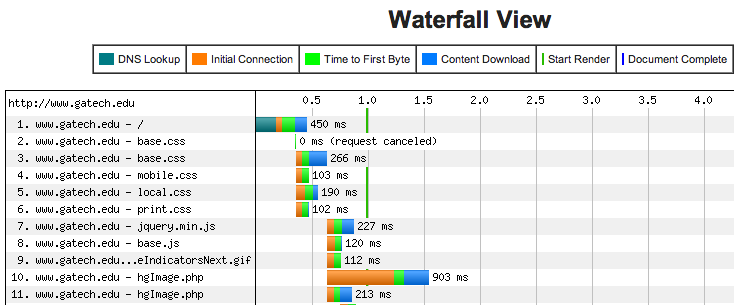 Waterfall View
DNS Lookup Initial Connection Time to First Byte Content Download Start Render Document Complete
http://www.gatech.edu 0.5 1.0 1.5 2.0 2.5 3.0 3.5 4.0
1. www.gatech.edu - / 450 ms
2. www.gatech.edu - base.css 0 ms (request canceled)
3. www.gatech.edu - base.css 266 ms
4. www.gatech.edu - mobile.css 103 ms
5. www.gatech.edu - local.css 190 ms
6. www.gatech.edu - print.css 102 ms
7. www.gatech.edu - jquery.min.js 227 ms
8. www.gatech.edu - base.js 120 ms
9. www.gatech.edu...eIndicatorsNext.gif 112 ms
10. www.gatech.edu - hgImage.php 903 ms
11. www.gatech.edu - hgImage.php 213 ms